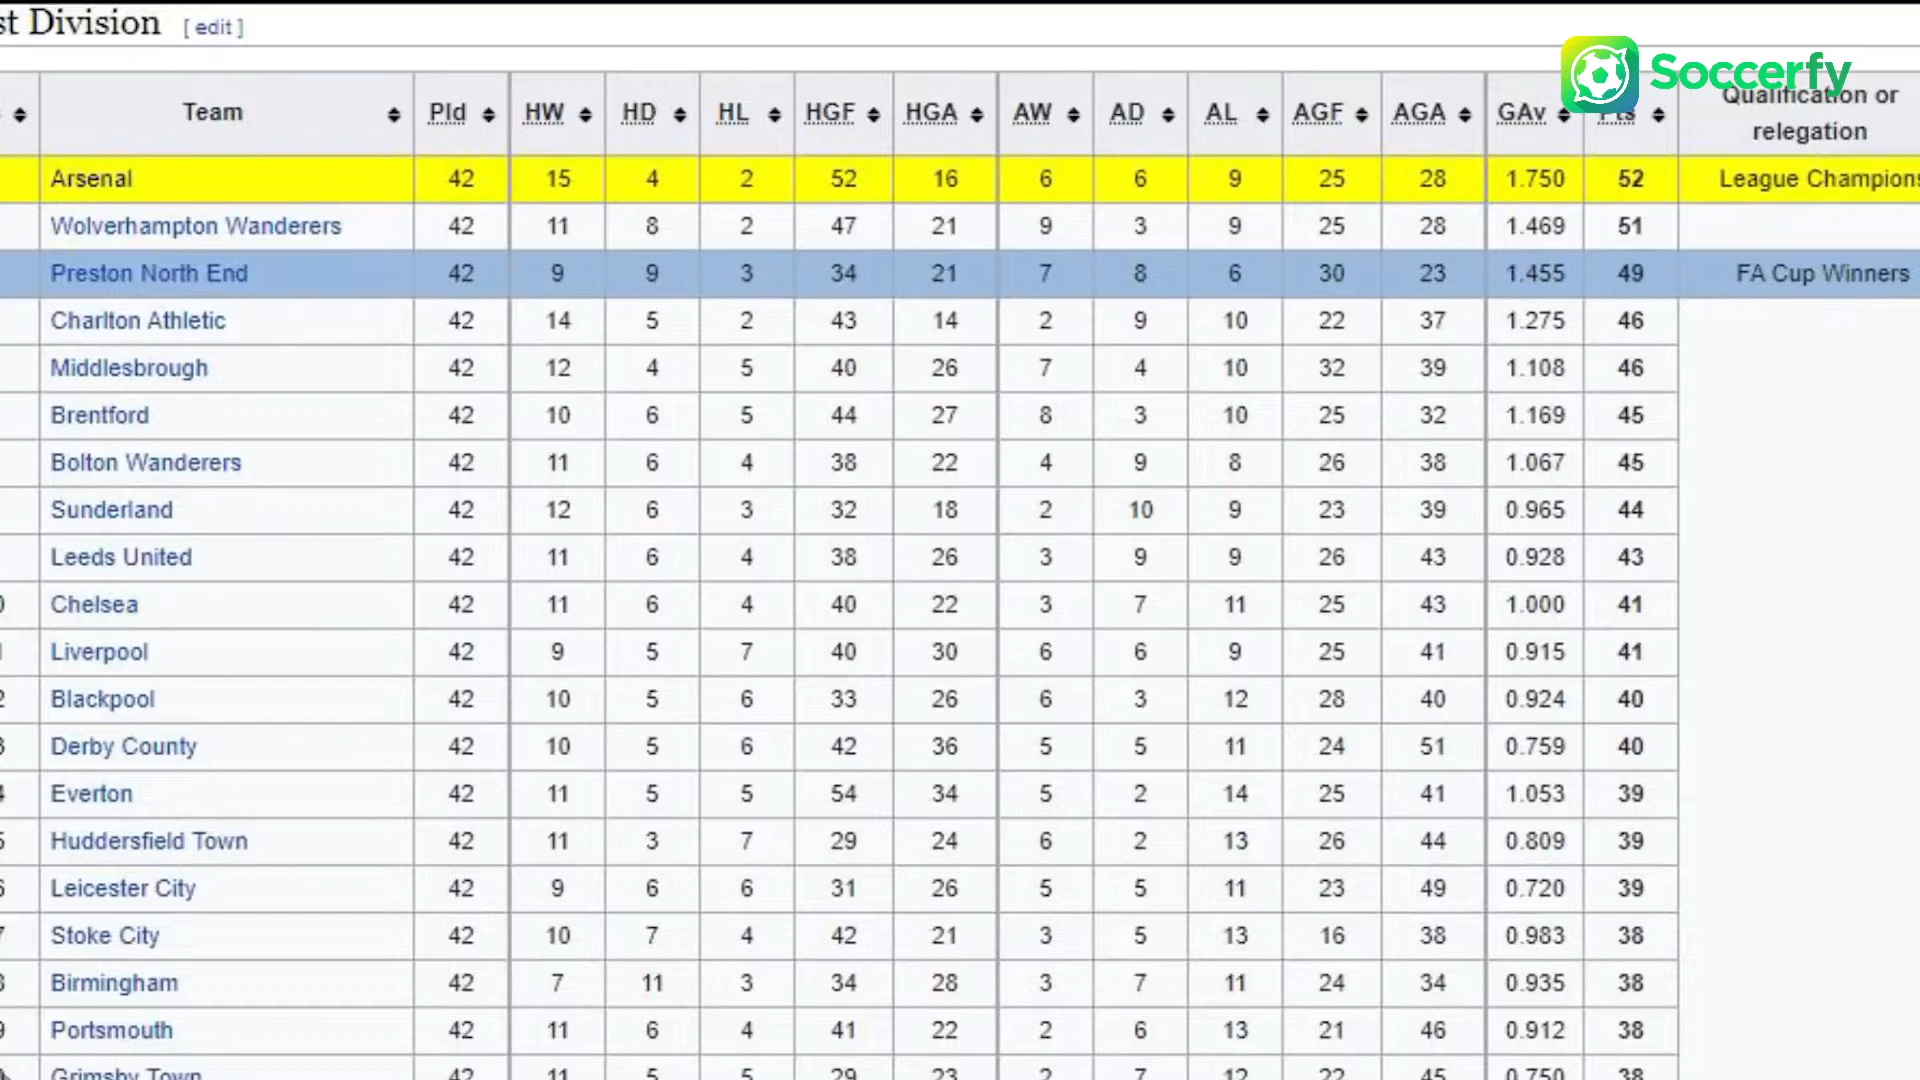 st Division [ edit ]
Soccerfy
Team Pld HW HD HL HGF HGA AW AD AL AGF AGA GAv Pts Qualification or relegation
Arsenal 42 15 4 2 52 16 6 6 9 25 28 1.750 52 League Champions
Wolverhampton Wanderers 42 11 8 2 47 21 9 3 9 25 28 1.469 51
Preston North End 42 9 9 3 34 21 7 8 6 30 23 1.455 49 FA Cup Winners
Charlton Athletic 42 14 5 2 43 14 2 9 10 22 37 1.275 46
Middlesbrough 42 12 4 5 40 26 7 4 10 32 39 1.108 46
Brentford 42 10 6 5 44 27 8 3 10 25 32 1.169 45
Bolton Wanderers 42 11 6 4 38 22 4 9 8 26 38 1.067 45
Sunderland 42 12 6 3 32 18 2 10 9 23 39 0.965 44
Leeds United 42 11 6 4 38 26 3 9 9 26 43 0.928 43
0 Chelsea 42 11 6 4 40 22 3 7 11 25 43 1.000 41
1 Liverpool 42 9 5 7 40 30 6 6 9 25 41 0.915 41
2 Blackpool 42 10 5 6 33 26 6 3 12 28 40 0.924 40
3 Derby County 42 10 5 6 42 36 5 5 11 24 51 0.759 40
4 Everton 42 11 5 5 54 34 5 2 14 25 41 1.053 39
5 Huddersfield Town 42 11 3 7 29 24 6 2 13 26 44 0.809 39
6 Leicester City 42 9 6 6 31 26 5 5 11 23 49 0.720 39
7 Stoke City 42 10 7 4 42 21 3 5 13 16 38 0.983 38
8 Birmingham 42 7 11 3 34 28 3 7 11 24 34 0.935 38
9 Portsmouth 42 11 6 4 41 22 2 6 13 21 46 0.912 38
Grimsby Town 42 11 5 5 29 23 2 7 12 22 45 0.750 38